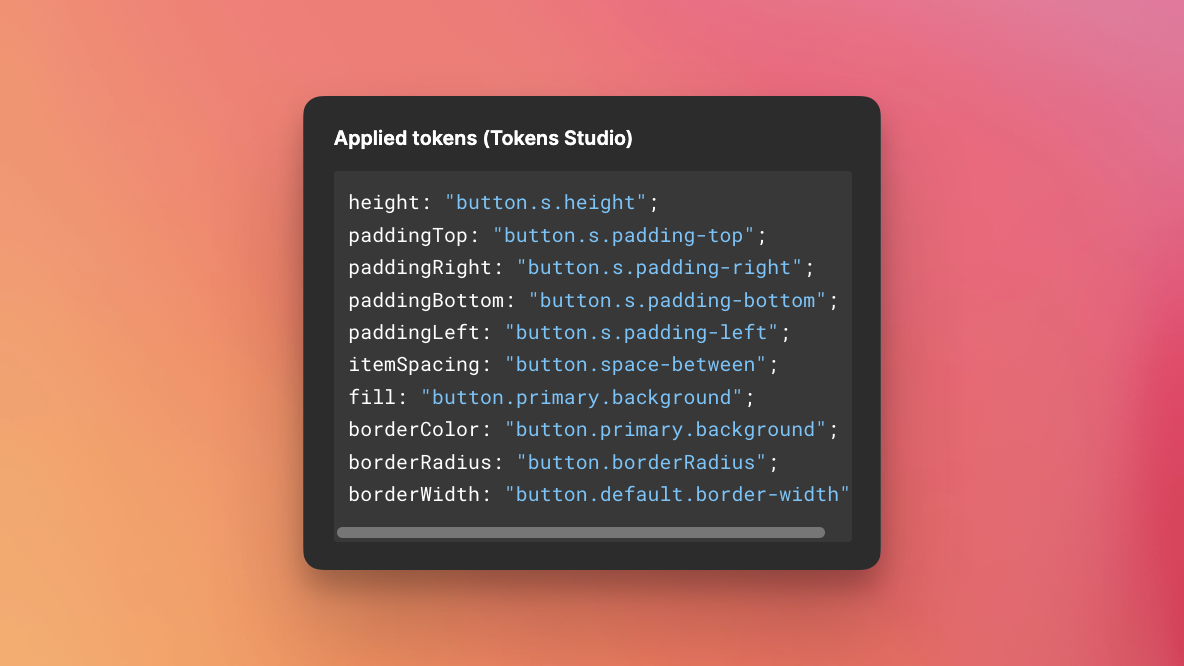 Applied tokens (Tokens Studio)
height: "button.s.height";
paddingTop: "button.s.padding-top";
paddingRight: "button.s.padding-right";
paddingBottom: "button.s.padding-bottom";
paddingLeft: "button.s.padding-left";
itemSpacing: "button.space-between";
fill: "button.primary.background";
borderColor: "button.primary.background";
borderRadius: "button.borderRadius";
borderWidth: "button.default.border-width"